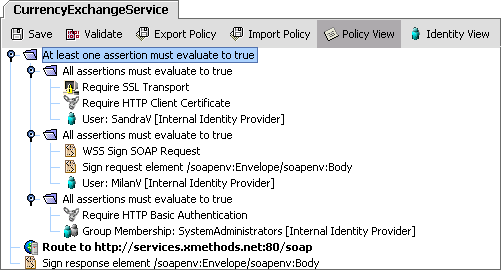 CurrencyExchangeService
Save Validate Export Policy Import Policy Policy View Identity View
At least one assertion must evaluate to true
All assertions must evaluate to true
Require SSL Transport
Require HTTP Client Certificate
User: SandraV [Internal Identity Provider]
All assertions must evaluate to true
WSS Sign SOAP Request
Sign request element /soapenv:Envelope/soapenv:Body
User: MilanV [Internal Identity Provider]
All assertions must evaluate to true
Require HTTP Basic Authentication
Group Membership: SystemAdministrators [Internal Identity Provider]
Route to http://services.xmethods.net:80/soap
Sign response element /soapenv:Envelope/soapenv:Body